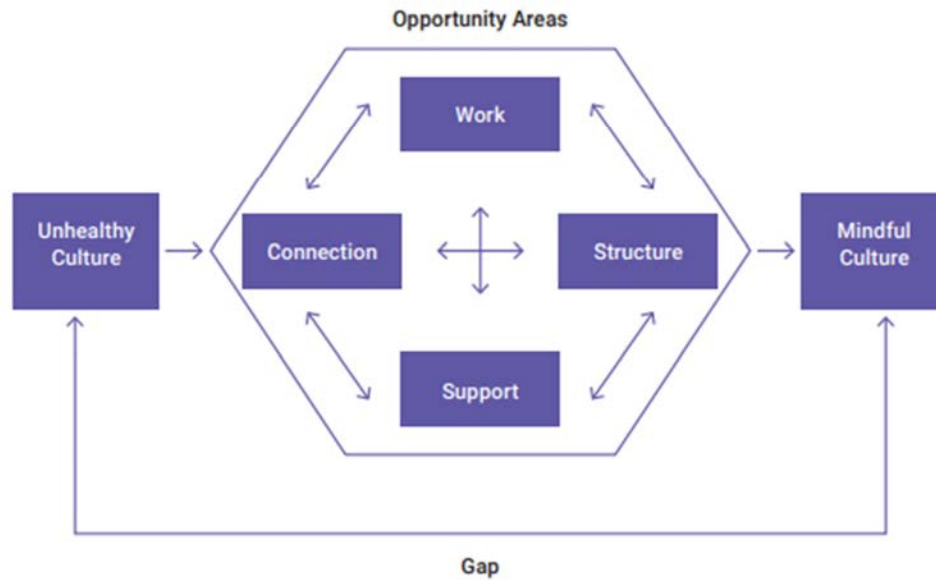 Opportunity Areas
Work
Unhealthy
Culture
Connection
Structure
Mindful
Culture
Support
Gap